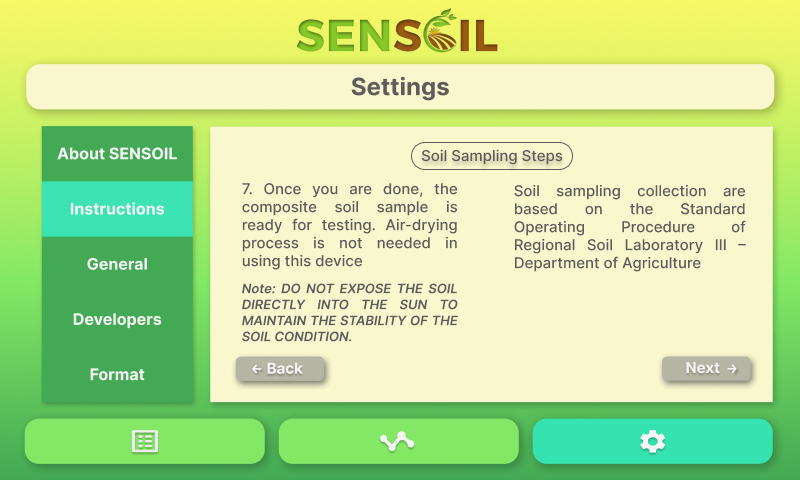 SENSOIL
Settings
About SENSOIL
Instructions
General
Developers
Format
Soil Sampling Steps
7. Once you are done, the
composite soil sample is
ready for testing. Air-drying
process is not needed in
using this device
Note: DO NOT EXPOSE THE SOIL
DIRECTLY INTO THE SUN TO
MAINTAIN THE STABILITY OF THE
SOIL CONDITION.
Soil sampling collection are
based on the Standard
Operating Procedure of
Regional Soil Laboratory III –
Department of Agriculture
← Back
Next →